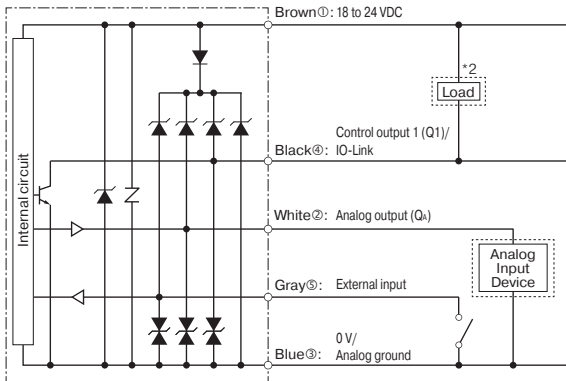 Brown①: 18 to 24 VDC
*2
Load
Control output 1 (Q1)/
Black④: IO-Link
Internal circuit
White②: Analog output (QA)
Analog
Input
Device
Gray⑤: External input
0 V/
Blue③: Analog ground